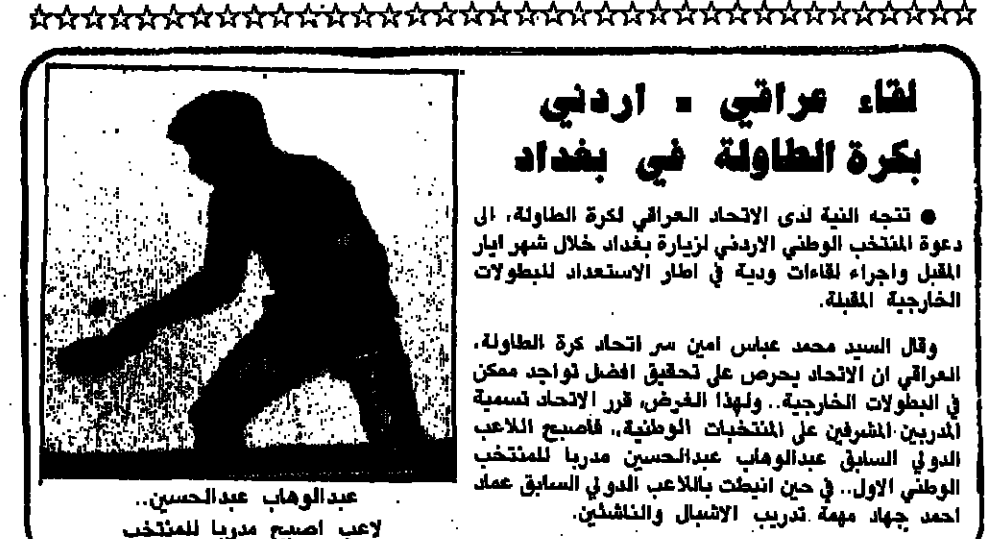 لقاء عراقي - اردني
بكرة الطاولة في بغداد
● تتجه النية لدى الاتحاد العراقي لكرة الطاولة، الى
دعوة المنتخب الوطني الاردني لزيارة بغداد خلال شهر ايار
المقبل واجراء لقاءات ودية في اطار الاستعداد للبطولات
الخارجية المقبلة.
وقال السيد محمد عباس امين سر اتحاد كرة الطاولة،
العراقي ان الاتحاد يحرص على تحقيق افضل تواجد ممكن
في البطولات الخارجية.. ولهذا الغرض، قرر الاتحاد تسمية
المدربين المشرفين على المنتخبات الوطنية،. فأصبح اللاعب
الدولي السابق عبدالوهاب عبدالحسين مدربا للمنتخب
الوطني الاول.. في حين انيطت باللاعب الدولي السابق عماد
احمد جهاد مهمة تدريب الاشبال والناشئين.
عبدالوهاب عبدالحسين..
لاعب اصبح مدربا للمنتخب